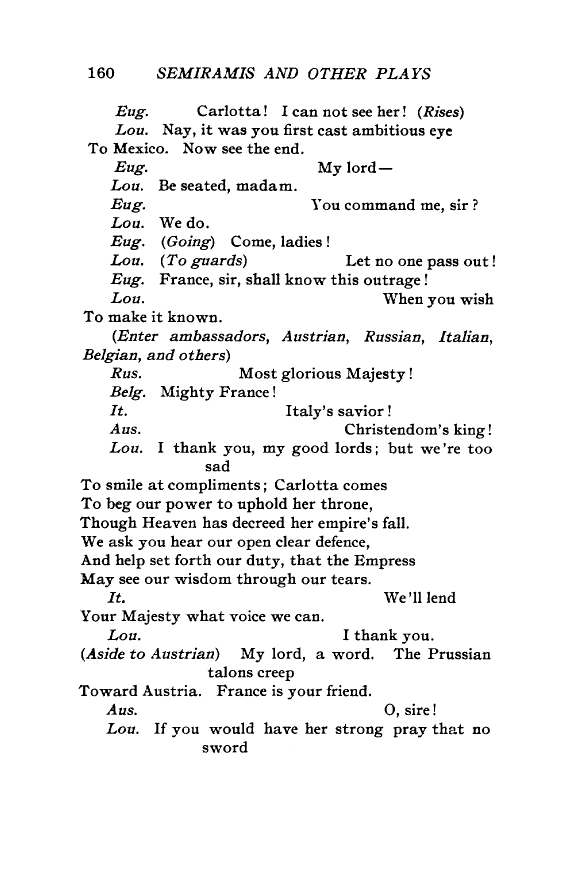 160 SEMIRAMIS AND OTHER PLAYS
Eug. Carlotta! I can not see her! (Rises)
Lou. Nay, it was you first cast ambitious eye
To Mexico. Now see the end.
Eug. My lord—
Lou. Be seated, madam.
Eug. You command me, sir?
Lou. We do.
Eug. (Going) Come, ladies!
Lou. (To guards) Let no one pass out!
Eug. France, sir, shall know this outrage!
Lou. When you wish
To make it known.
(Enter ambassadors, Austrian, Russian, Italian,
Belgian, and others)
Rus. Most glorious Majesty!
Belg. Mighty France!
It. Italy's savior!
Aus. Christendom's king!
Lou. I thank you, my good lords; but we're too
sad
To smile at compliments; Carlotta comes
To beg our power to uphold her throne,
Though Heaven has decreed her empire's fall.
We ask you hear our open clear defence,
And help set forth our duty, that the Empress
May see our wisdom through our tears.
It. We'll lend
Your Majesty what voice we can.
Lou. I thank you.
(Aside to Austrian) My lord, a word. The Prussian
talons creep
Toward Austria. France is your friend.
Aus. O, sire!
Lou. If you would have her strong pray that no
sword